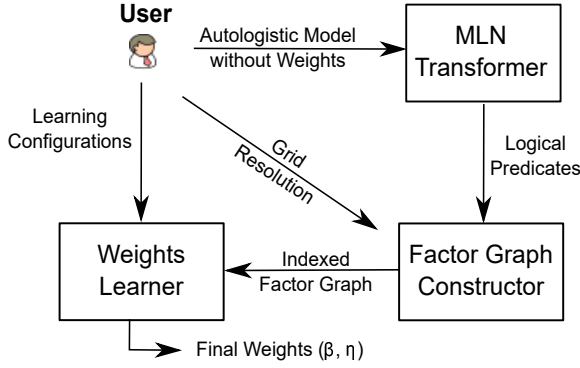 User
Autologistic Model
without Weights
MLN
Transformer
Learning
Configurations
Grid
Resolution
Logical
Predicates
Weights
Learner
Indexed
Factor Graph
Factor Graph
Constructor
Final Weights (β, η)